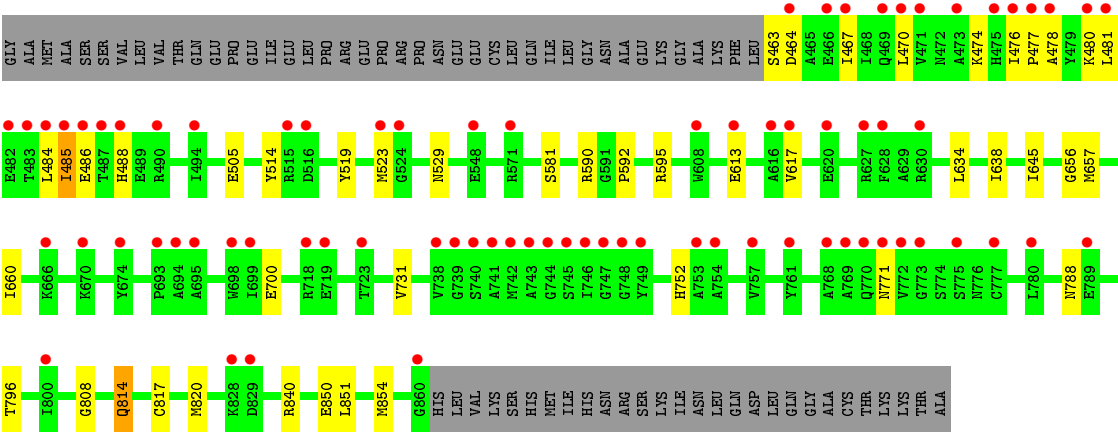 GLY ALA MET ALA SER SER VAL LEU VAL THR GLN GLU GLU PRO GLU ILE GLU LEU PRO ARG GLU PRO ARG PRO ASN GLU GLU CYS LEU GLN ILE LEU GLY ASN ALA GLU LYS GLY ALA LYS PHE LEU S463 D464 A465 E466 I467 I468 Q469 L470 V471 N472 A473 K474 H475 I476 P477 A478 Y479 K480 L481
E482 T483 L484 I485 E486 T487 H488 E489 R490 I494 E505 Y514 R515 D516 Y519 M523 G524 N529 E548 R571 S581 R590 G591 P592 R595 W608 E613 A616 V617 E620 R627 F628 A629 R630 L634 I638 I645 G656 M657
I660 K666 K670 Y674 P693 A694 A695 W698 I699 E700 R718 E719 T723 V731 V738 G739 S740 A741 M742 A743 G744 S745 I746 G747 G748 Y749 H752 A753 A754 V757 Y761 A768 A769 Q770 N771 V772 G773 S774 S775 N776 C777 L780 N788 E789
T796 I800 G808 Q814 C817 M820 K828 D829 R840 E850 L851 M854 G860 HIS LEU VAL LYS SER HIS MET ILE HIS ASN ARG SER LYS ILE ASN LEU GLN ASP LEU GLN GLY ALA CYS THR LYS LYS THR ALA